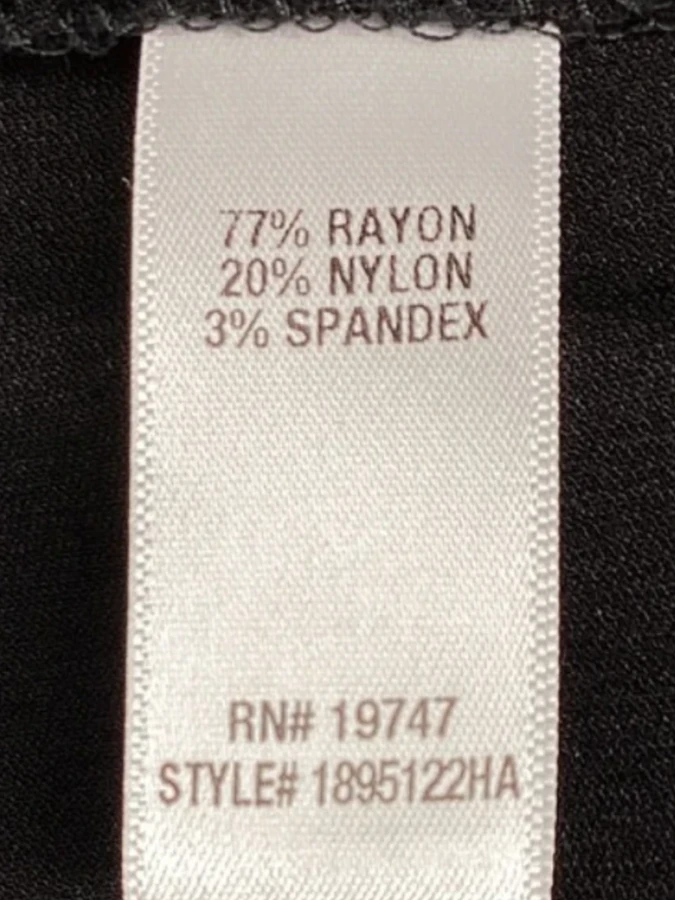 77% RAYON
20% NYLON
3% SPANDEX
RN# 19747
STYLE# 1895122HA